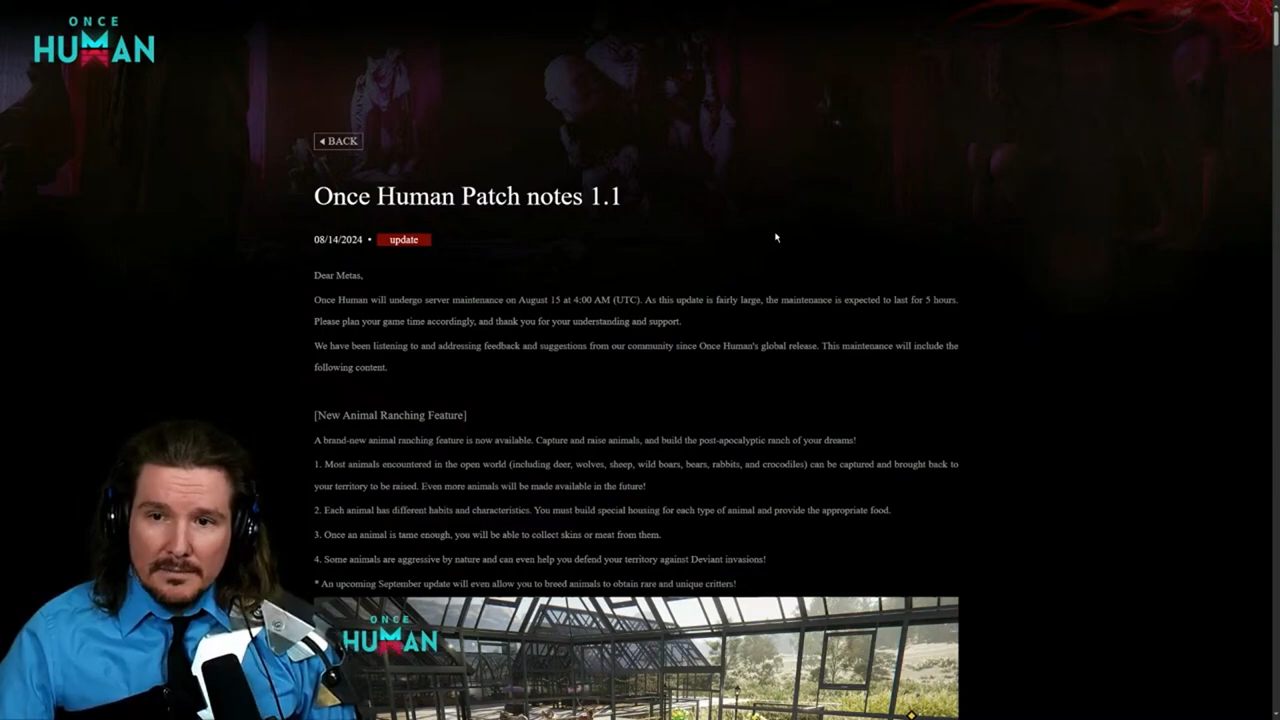 ONCE
HUMAN
BACK
Once Human Patch notes 1.1
08/14/2024 • update
Dear Metas,
Once Human will undergo server maintenance on August 15 at 4:00 AM (UTC). As this update is fairly large, the maintenance is expected to last for 5 hours.
Please plan your game time accordingly, and thank you for your understanding and support.
We have been listening to and addressing feedback and suggestions from our community since Once Human's global release. This maintenance will include the
following content.
[New Animal Ranching Feature]
A brand-new animal ranching feature is now available. Capture and raise animals, and build the post-apocalyptic ranch of your dreams!
1. Most animals encountered in the open world (including deer, wolves, sheep, wild boars, bears, rabbits, and crocodiles) can be captured and brought back to
your territory to be raised. Even more animals will be made available in the future!
2. Each animal has different habits and characteristics. You must build special housing for each type of animal and provide the appropriate food.
3. Once an animal is tame enough, you will be able to collect skins or meat from them.
4. Some animals are aggressive by nature and can even help you defend your territory against Deviant invasions!
* An upcoming September update will even allow you to breed animals to obtain rare and unique critters!
ONCE
HUMAN